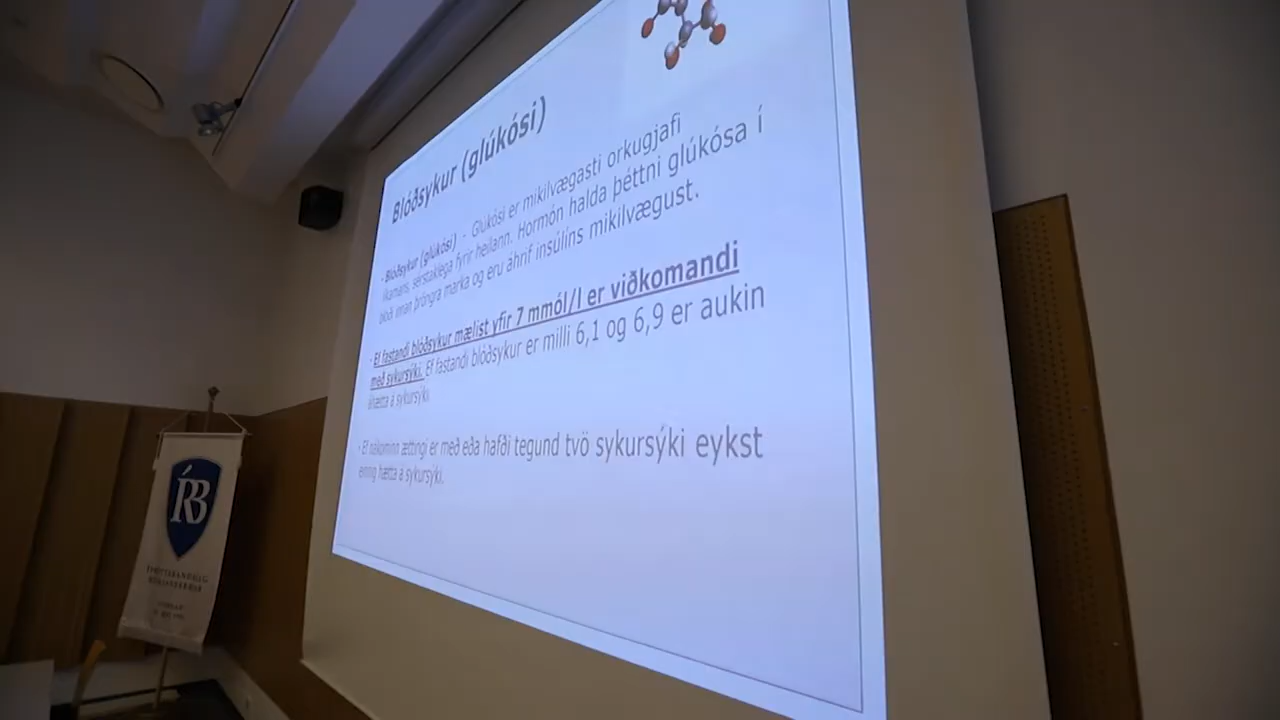 Blóðsykur (glúkósi)
- Blóðsykur (glúkósi) - Glúkósi er mikilvægasti orkugjafi
líkamans, sérstaklega fyrir heilann. Hormón halda þéttni glúkósa í
blóði innan þröngra marka og eru áhrif insúlíns mikilvægust.
- Ef fastandi blóðsykur mælist yfir 7 mmól/l er viðkomandi
með sykursýki. Ef fastandi blóðsykur er milli 6,1 og 6,9 er aukin
áhætta á sykursýki.
- Ef nákominn ættingi er með eða hafði tegund tvö sykursýki eykst
einnig hætta á sykursýki.
ÍRB